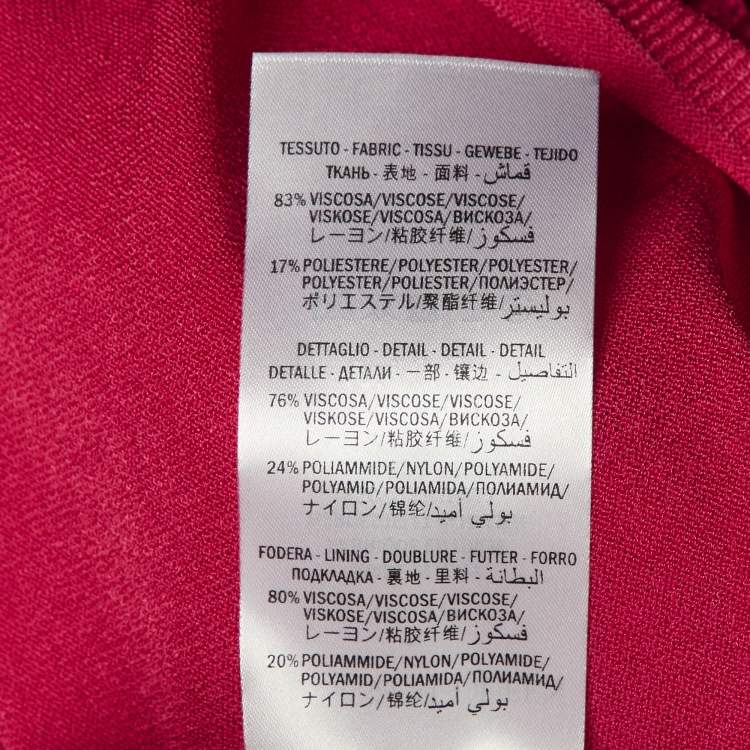 TESSUTO - FABRIC - TISSU - GEWEBE - TEJIDO
ТКАНЬ - 表地 - 面料 - قماش
83% VISCOSA/VISCOSE/VISCOSE/
VISKOSE/VISCOSA/ВИСКОЗА/
レーヨン/粘胶纤维/فسكوز
17% POLIESTERE/POLYESTER/POLYESTER/
POLYESTER/POLIESTER/ПОЛИЭСТЕР/
ポリエステル/聚酯纤维/بوليستر
DETTAGLIO - DETAIL - DETAIL - DETAIL
DETALLE - ДЕТАЛИ - 一部 - 镶边 - التفاصيل
76% VISCOSA/VISCOSE/VISCOSE/
VISKOSE/VISCOSA/ВИСКОЗА/
レーヨン/粘胶纤维/فسكوز
24% POLIAMMIDE/NYLON/POLYAMIDE/
POLYAMID/POLIAMIDA/ПОЛИАМИД/
ナイロン/锦纶/بولي أميد
FODERA - LINING - DOUBLURE - FUTTER - FORRO
ПОДКЛАДКА - 裏地 - 里料 - البطانة
80% VISCOSA/VISCOSE/VISCOSE/
VISKOSE/VISCOSA/ВИСКОЗА/
レーヨン/粘胶纤维/فسكوز
20% POLIAMMIDE/NYLON/POLYAMIDE/
POLYAMID/POLIAMIDA/ПОЛИАМИД/
ナイロン/锦纶/بولي أميد